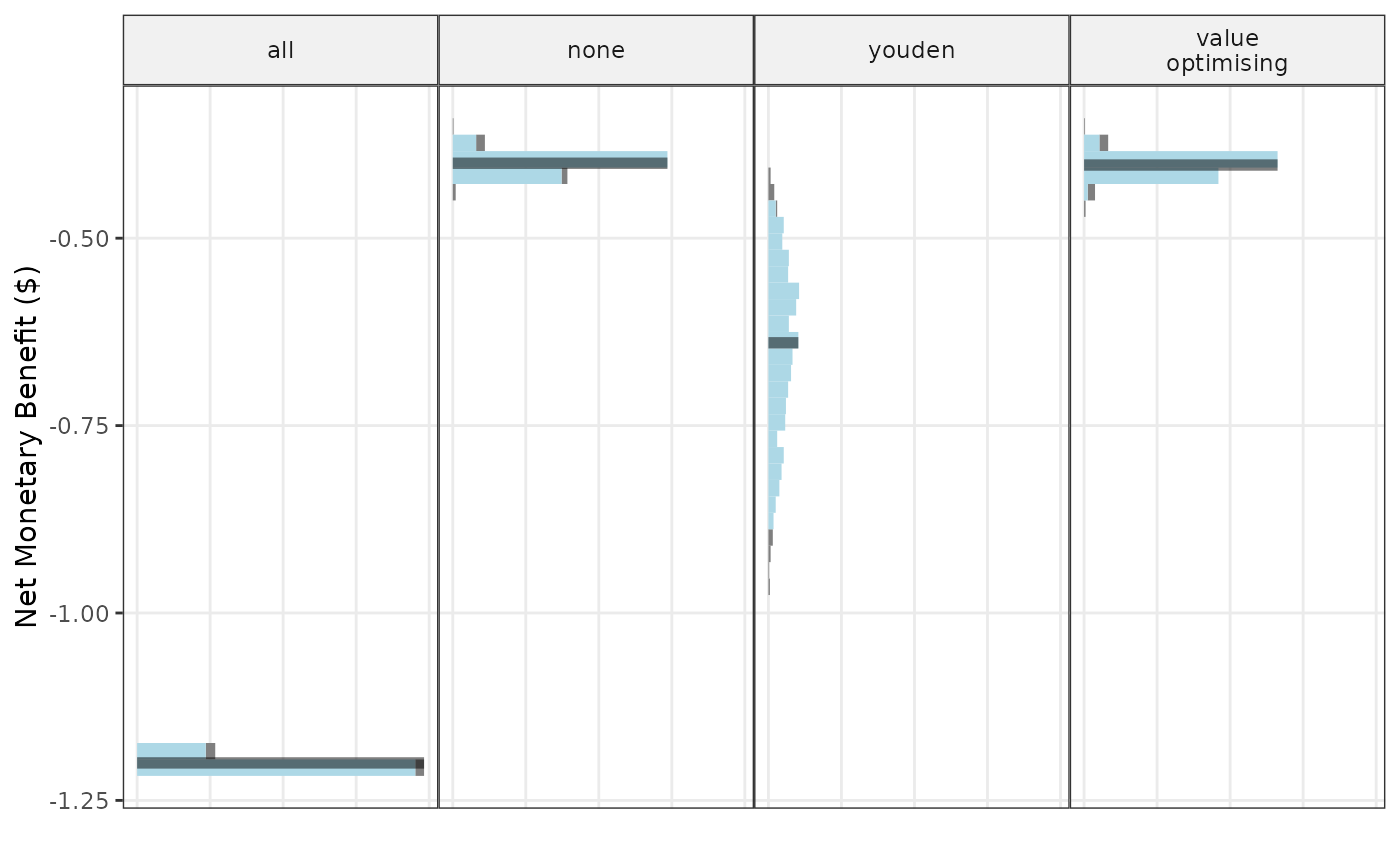 all
none
youden
value
optimising
Net Monetary Benefit ($)
-0.50
-0.75
-1.00
-1.25